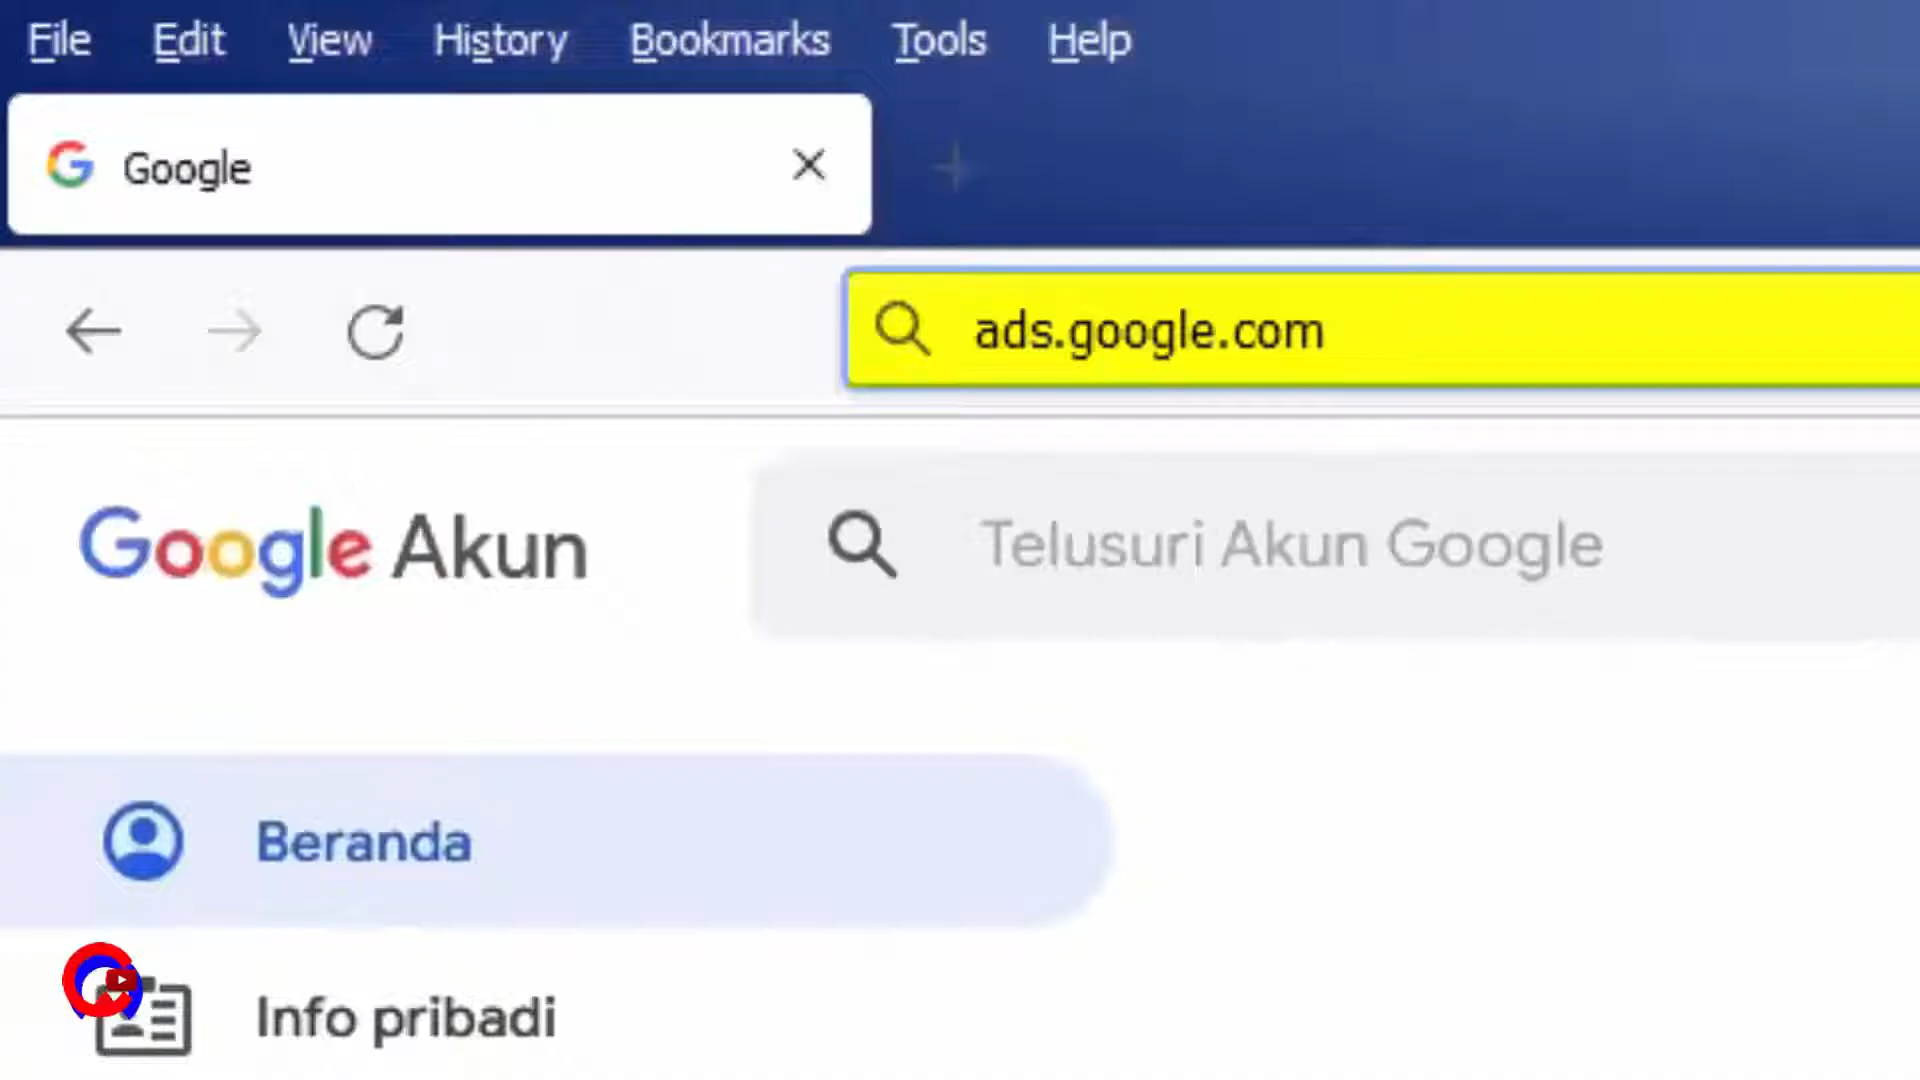 File Edit View History Bookmarks Tools Help
Google
ads.google.com
Google Akun
Telusuri Akun Google
Beranda
Info pribadi